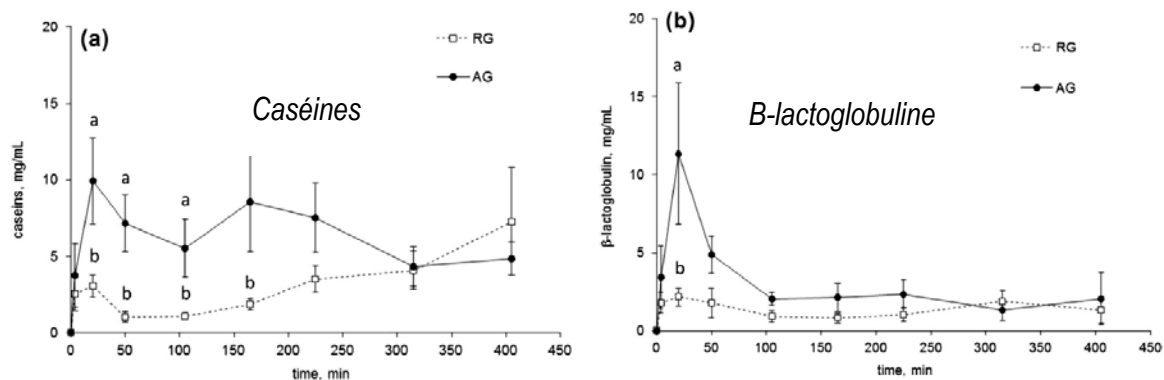 (a)
Caséines
RG
AG
caseins, mg/mL
20
15
10
5
0
a
a
a
b
b
b
b
0 50 100 150 200 250 300 350 400 450
time, min
(b)
B-lactoglobuline
RG
AG
β-lactoglobulin, mg/mL
20
15
10
5
0
a
b
0 50 100 150 200 250 300 350 400 450
time, min